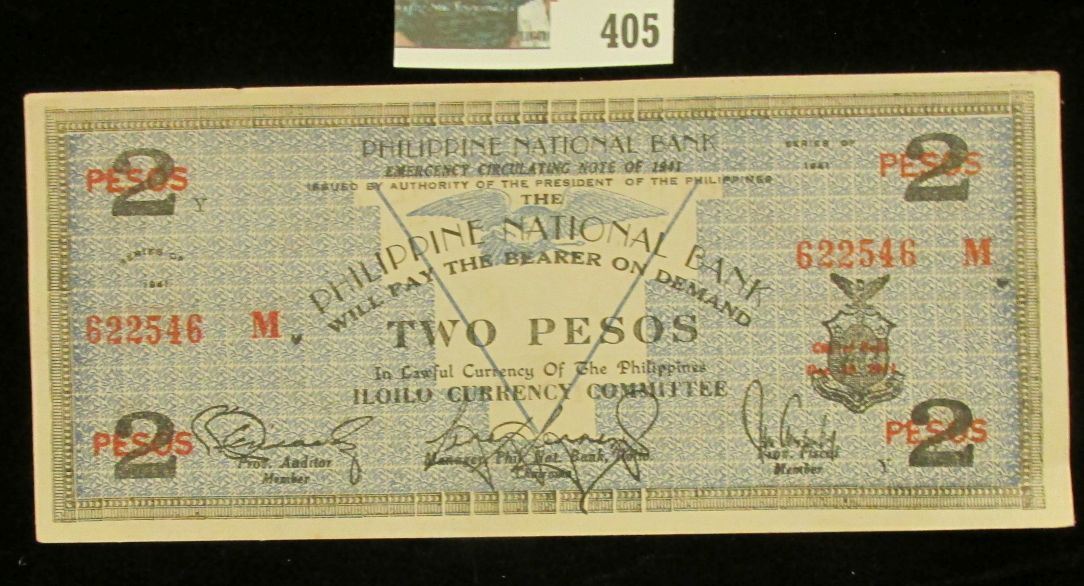 405
PHILIPPINE NATIONAL BANK
EMERGENCY CIRCULATING NOTE OF 1941
ISSUED BY AUTHORITY OF THE PRESIDENT OF THE PHILIPPINES
SERIES OF
1941
2
PESOS
Y
2
PESOS
THE
PHILIPPINE NATIONAL BANK
WILL PAY THE BEARER ON DEMAND
SERIES OF
1941
622546 M
622546 M
TWO PESOS
In Lawful Currency Of The Philippines
ILOILO CURRENCY COMMITTEE
2
PESOS
Prov. Auditor
Member
Manager, Phil. Nat. Bank, Iloilo
Chairman
Prov. Fiscal
Member
Y
2
PESOS